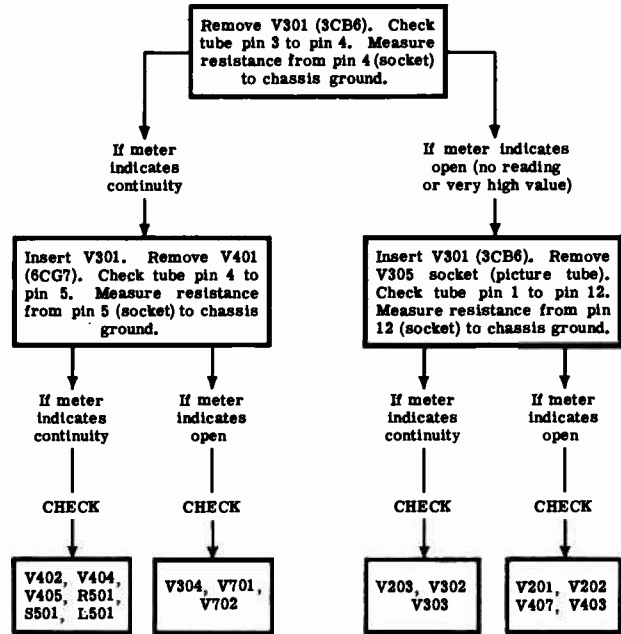 Remove V301 (3CB6). Check
tube pin 3 to pin 4. Measure
resistance from pin 4 (socket)
to chassis ground.
If meter
indicates
continuity
If meter indicates
open (no reading
or very high value)
Insert V301. Remove V401
(6CG7). Check tube pin 4 to
pin 5. Measure resistance
from pin 5 (socket) to chassis
ground.
Insert V301 (3CB6). Remove
V305 socket (picture tube).
Check tube pin 1 to pin 12.
Measure resistance from pin
12 (socket) to chassis ground.
If meter
indicates
continuity
If meter
indicates
open
If meter
indicates
continuity
If meter
indicates
open
CHECK
CHECK
CHECK
CHECK
V402, V404,
V405, R501,
S501, L501
V304, V701,
V702
V203, V302
V303
V201, V202
V407, V403